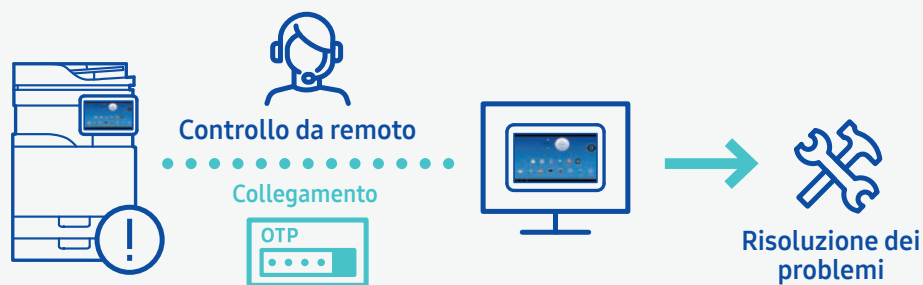 Controllo da remoto
Collegamento
OTP
Risoluzione dei
problemi